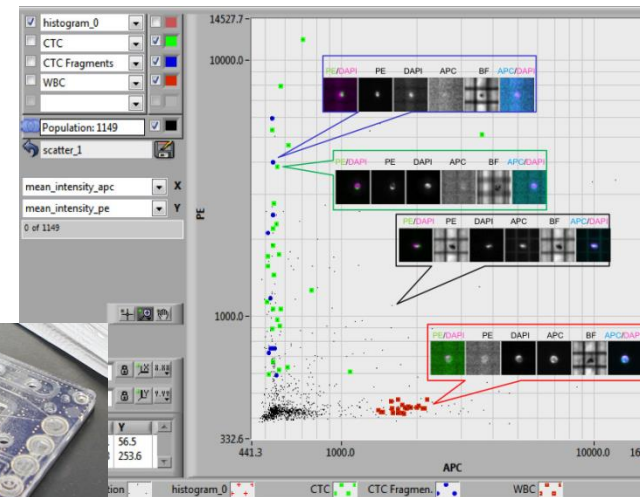 histogram_0
CTC
CTC Fragments
WBC
Population: 1149
scatter_1
mean_intensity_apc X
mean_intensity_pe Y
0 of 1149
Y
56.5
253.6
PE
14527.7
10000.0
1000.0
332.6
441.3 1000.0 10000.0 16
APC
PE/DAPI PE DAPI APC BF APC/DAPI
PE/DAPI PE DAPI APC BF APC/DAPI
PE/DAPI PE DAPI APC BF APC/DAPI
PE/DAPI PE DAPI APC BF APC/DAPI
tion histogram_0 CTC CTC Fragmen. WBC